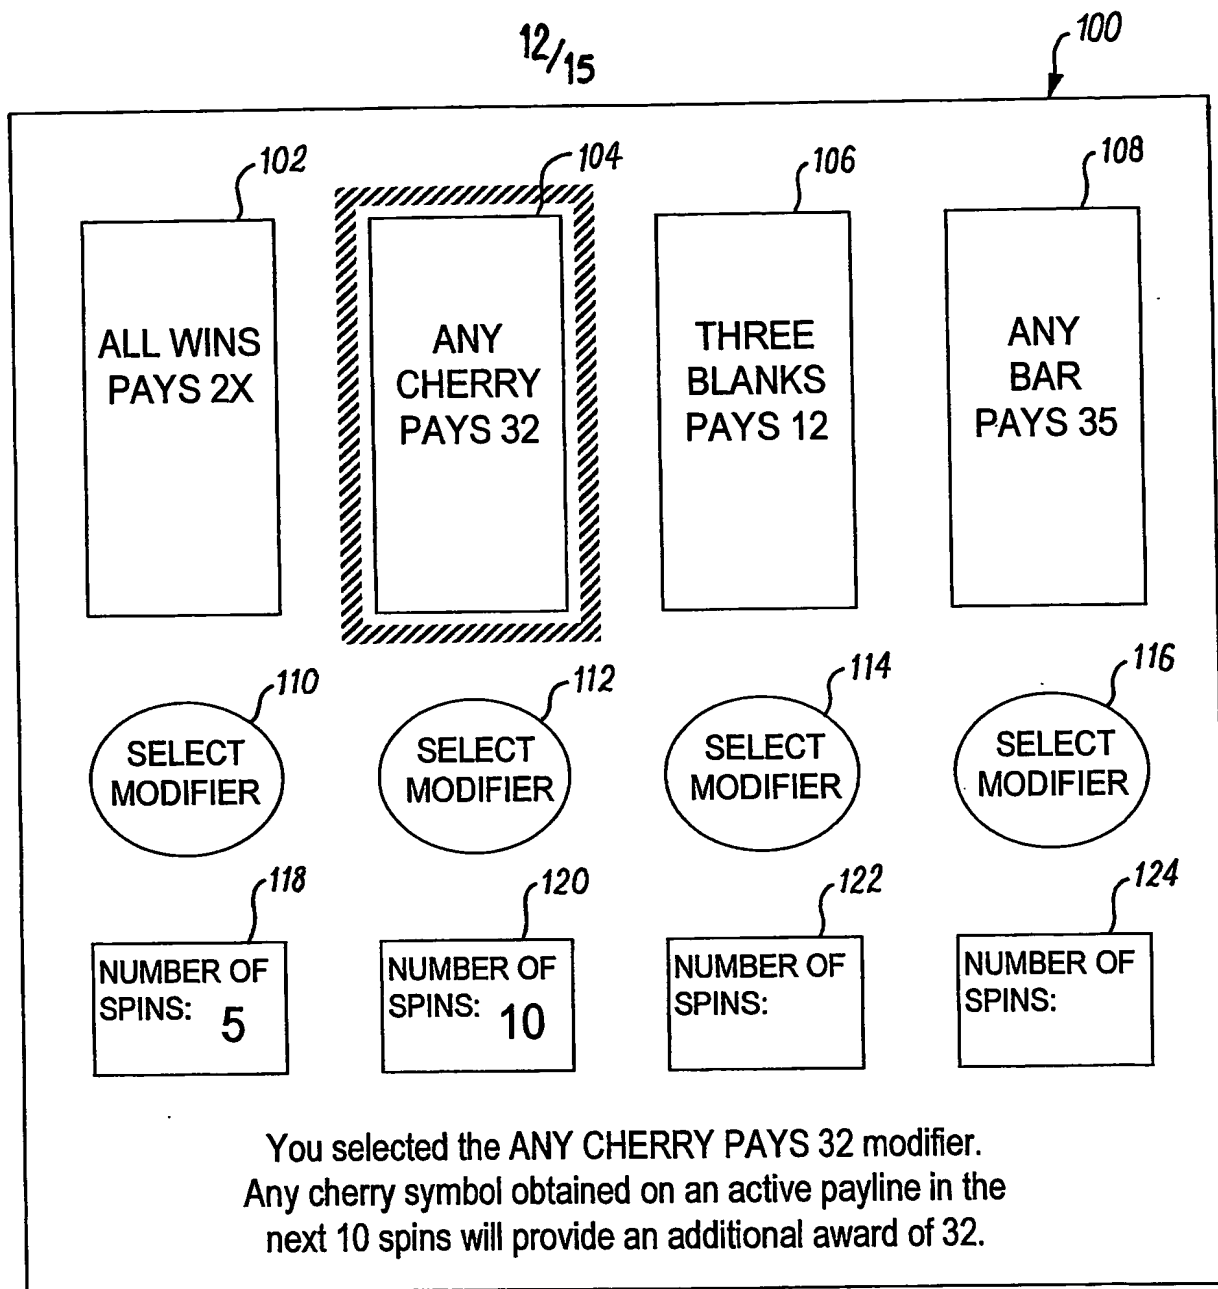 12/15
100
102
104
106
108
ALL WINS
PAYS 2X
ANY
CHERRY
PAYS 32
THREE
BLANKS
PAYS 12
ANY
BAR
PAYS 35
110
112
114
116
SELECT
MODIFIER
SELECT
MODIFIER
SELECT
MODIFIER
SELECT
MODIFIER
118
120
122
124
NUMBER OF
SPINS: 5
NUMBER OF
SPINS: 10
NUMBER OF
SPINS:
NUMBER OF
SPINS:
You selected the ANY CHERRY PAYS 32 modifier.
Any cherry symbol obtained on an active payline in the
next 10 spins will provide an additional award of 32.